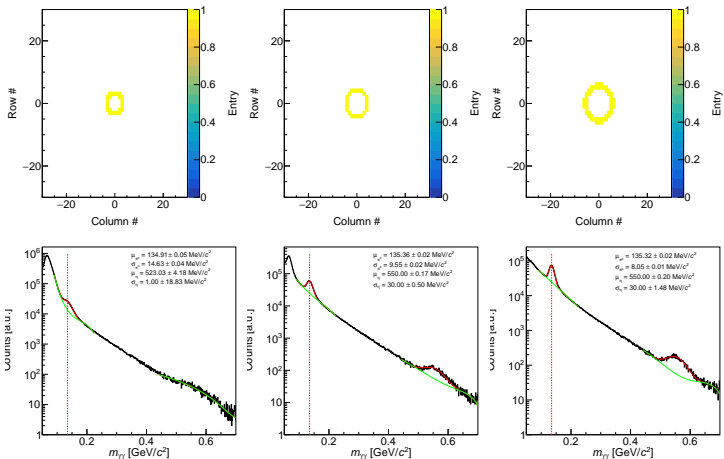 20
0
−20
Row #
−20
0
20
Column #
1
0.8
0.6
0.4
0.2
0
Entry
20
0
−20
Row #
−20
0
20
Column #
1
0.8
0.6
0.4
0.2
0
Entry
20
0
−20
Row #
−20
0
20
Column #
1
0.8
0.6
0.4
0.2
0
Entry
10⁶
10⁵
10⁴
10³
10²
10
1
Counts [a.u.]
μπ⁰ = 134.91 ± 0.05 MeV/c²
σπ⁰ = 14.63 ± 0.04 MeV/c²
μη = 523.03 ± 4.18 MeV/c²
ση = 1.00 ± 18.83 MeV/c²
0.2
0.4
0.6
mγγ [GeV/c²]
10⁵
10⁴
10³
10²
10
1
Counts [a.u.]
μπ⁰ = 135.36 ± 0.02 MeV/c²
σπ⁰ = 9.55 ± 0.02 MeV/c²
μη = 550.00 ± 0.17 MeV/c²
ση = 30.00 ± 0.50 MeV/c²
0.2
0.4
0.6
mγγ [GeV/c²]
10⁵
10⁴
10³
10²
10
1
Counts [a.u.]
μπ⁰ = 135.32 ± 0.02 MeV/c²
σπ⁰ = 8.05 ± 0.01 MeV/c²
μη = 550.00 ± 0.20 MeV/c²
ση = 30.00 ± 1.48 MeV/c²
0.2
0.4
0.6
mγγ [GeV/c²]